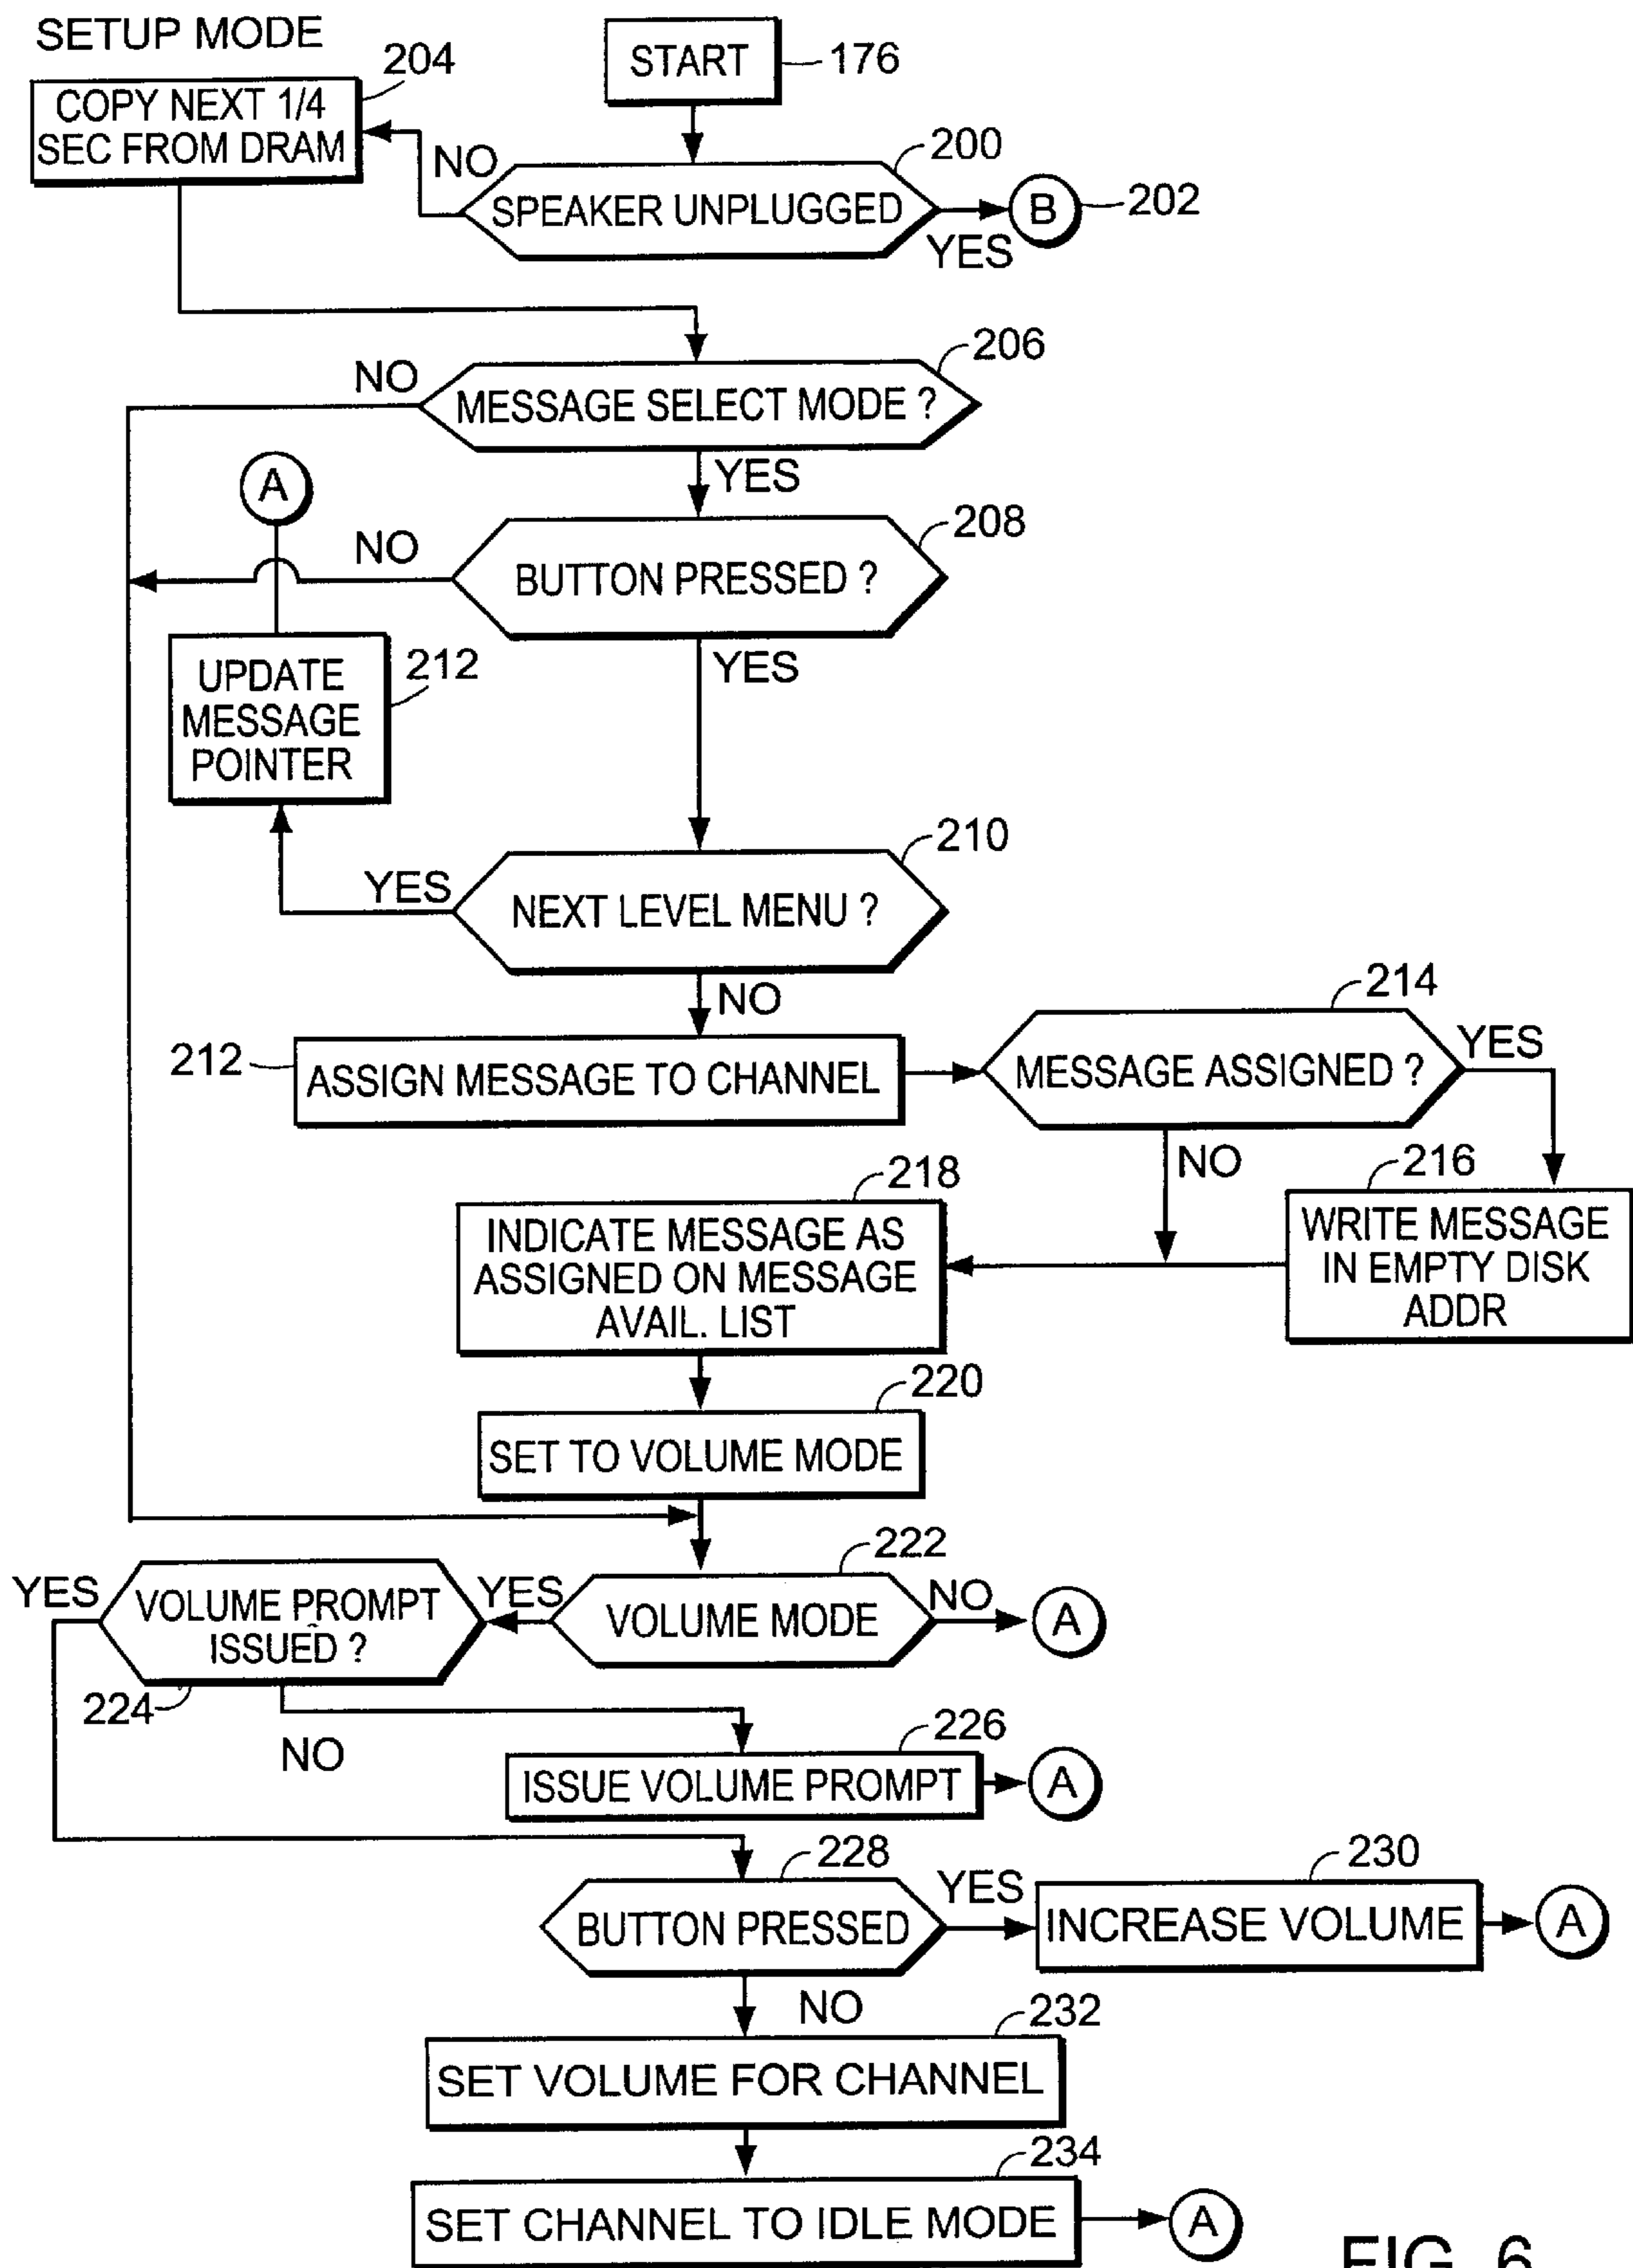 SETUP MODE
START
176
204
COPY NEXT 1/4
SEC FROM DRAM
NO
200
SPEAKER UNPLUGGED
B
202
YES
206
NO
MESSAGE SELECT MODE ?
YES
A
208
NO
BUTTON PRESSED ?
YES
212
UPDATE
MESSAGE
POINTER
210
YES
NEXT LEVEL MENU ?
NO
214
212
ASSIGN MESSAGE TO CHANNEL
MESSAGE ASSIGNED ?
YES
NO
218
216
INDICATE MESSAGE AS
ASSIGNED ON MESSAGE
AVAIL. LIST
WRITE MESSAGE
IN EMPTY DISK
ADDR
220
SET TO VOLUME MODE
222
YES
VOLUME PROMPT
ISSUED ?
YES
VOLUME MODE
NO
A
224
NO
226
ISSUE VOLUME PROMPT
A
228
BUTTON PRESSED
YES
230
INCREASE VOLUME
A
NO
232
SET VOLUME FOR CHANNEL
234
SET CHANNEL TO IDLE MODE
A
FIG. 6